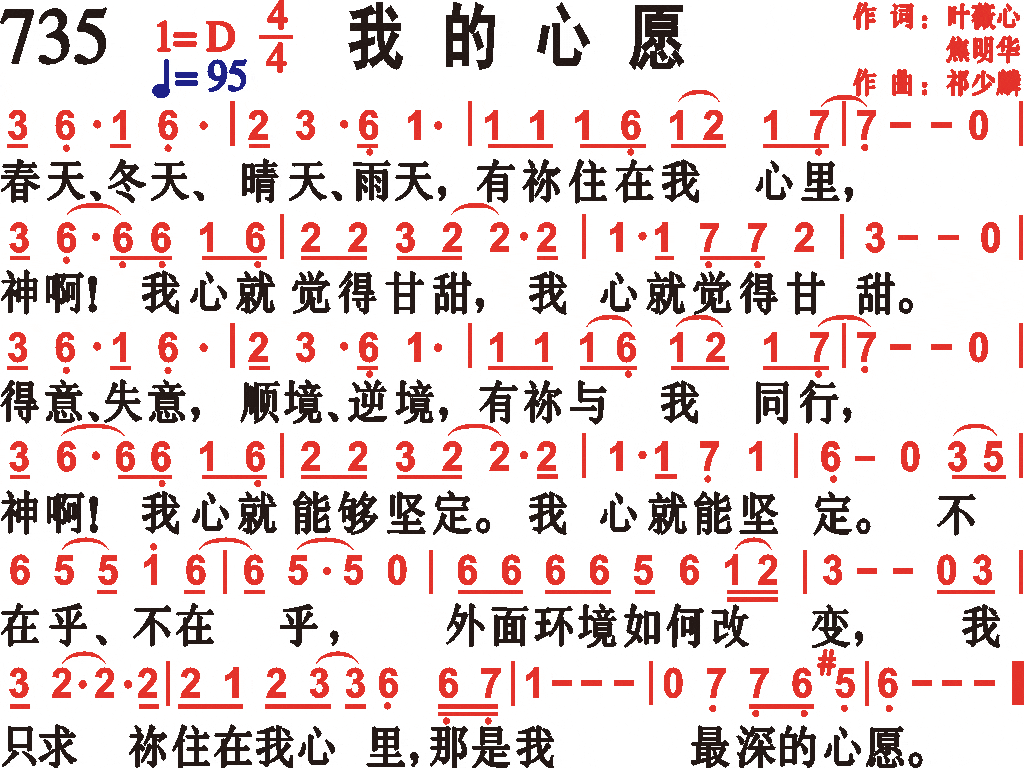 735 1=D 4/4 我的心愿 作词：叶薇心
♩=95 焦明华
作曲：祁少麟
3 6·1 6·|2 3·6 1·|1 1 1 6 1 2 1 7|7--0|
春天、冬天、晴天、雨天，有祢住在我心里，
3 6·6 6 1 6|2 2 3 2 2·2|1·1 7 7 2|3--0|
神啊！我心就觉得甘甜，我心就觉得甘甜。
3 6·1 6·|2 3·6 1·|1 1 1 6 1 2 1 7|7--0|
得意、失意，顺境、逆境，有祢与我同行，
3 6·6 6 1 6|2 2 3 2 2·2|1·1 7 1|6-0 3 5|
神啊！我心就能够坚定。我心就能坚定。不
6 5 5 1 6|6 5·5 0|6 6 6 6 5 6 1 2|3--0 3|
在乎、不在乎，外面环境如何改变，我
3 2·2·2|2 1 2 3 3 6 6 7|1---|0 7 7 6 #5|6---|
只求祢住在我心里，那是我最深的心愿。